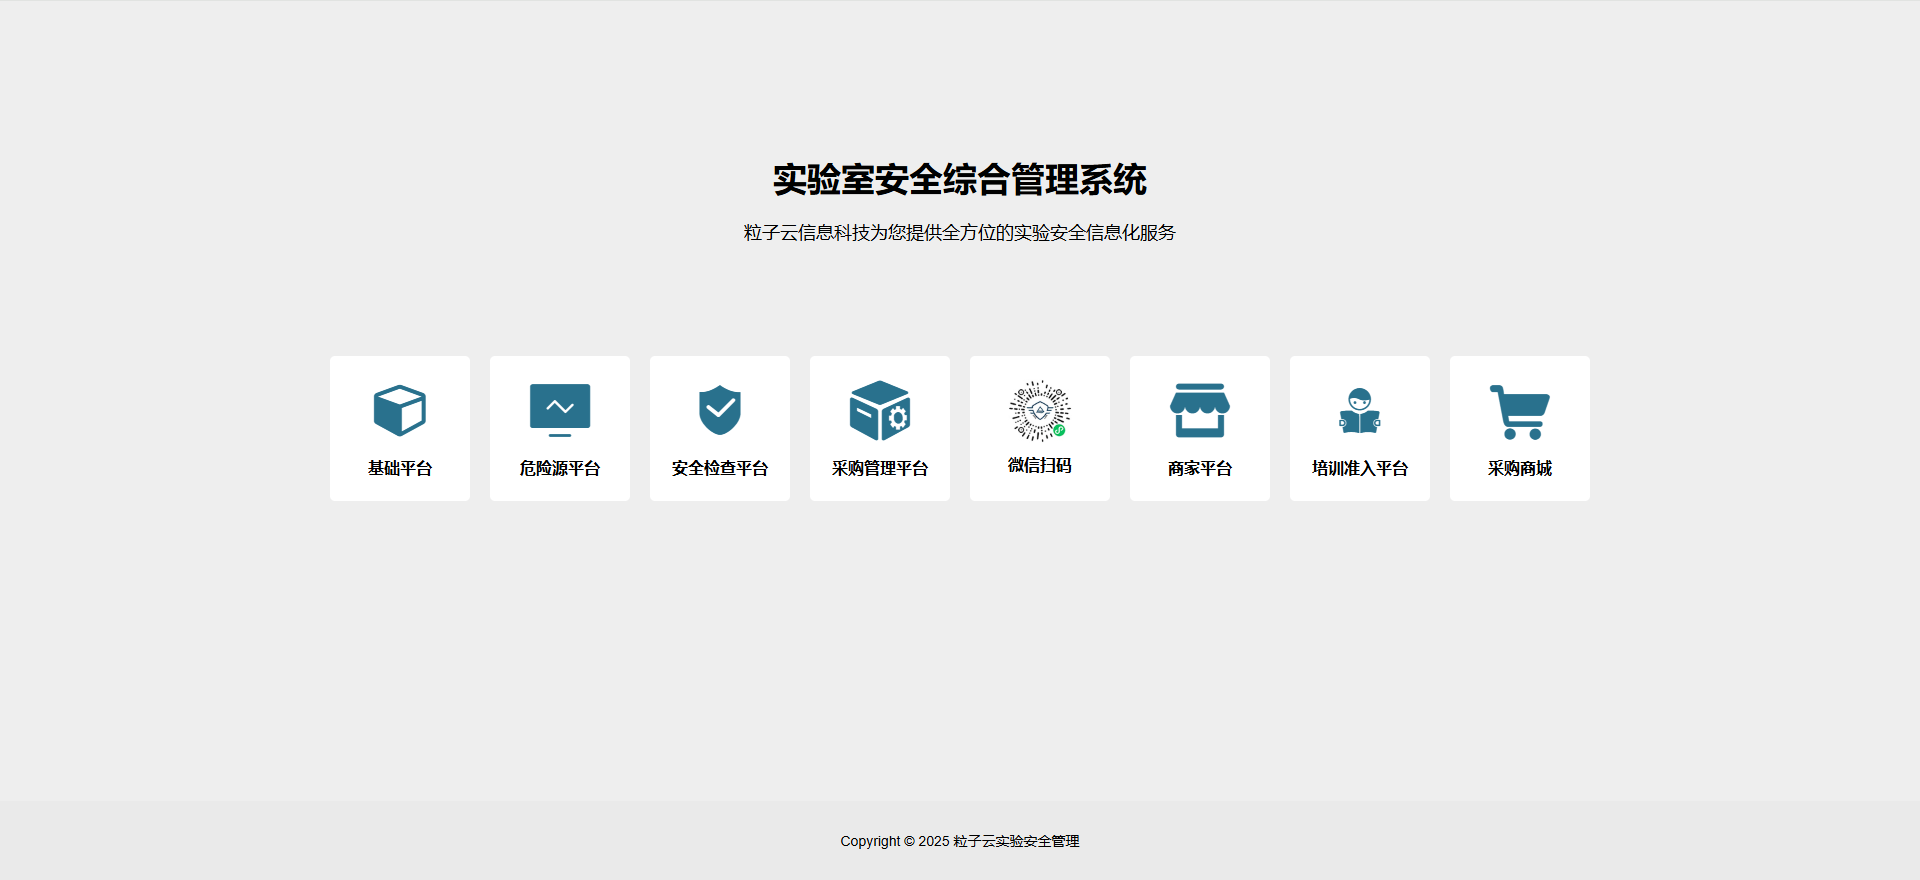 实验室安全综合管理系统
粒子云信息科技为您提供全方位的实验安全信息化服务
基础平台
危险源平台
安全检查平台
采购管理平台
微信扫码
商家平台
培训准入平台
采购商城
Copyright © 2025 粒子云实验安全管理